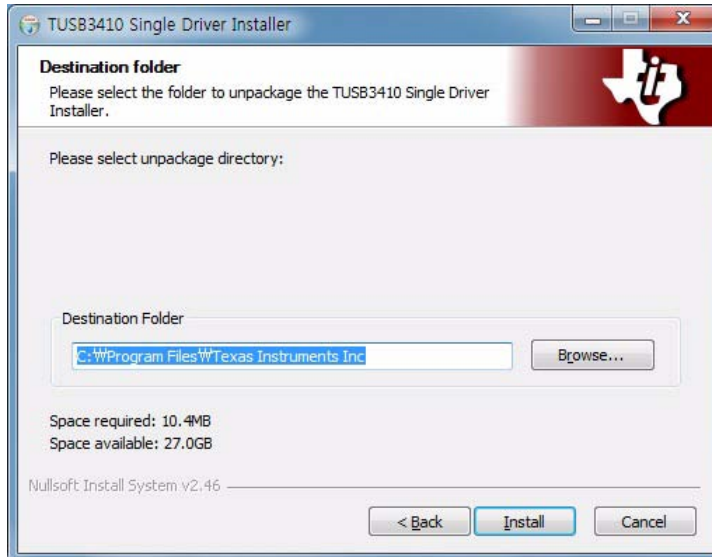 TUSB3410 Single Driver Installer
Destination folder
Please select the folder to unpackage the TUSB3410 Single Driver
Installer.
Please select unpackage directory:
Destination Folder
C:₩Program Files₩Texas Instruments Inc
Browse...
Space required: 10.4MB
Space available: 27.0GB
Nullsoft Install System v2.46
< Back
Install
Cancel